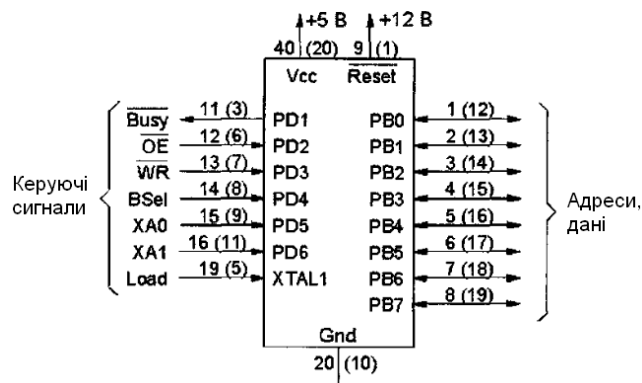 +5 В +12 В
40 (20) 9 (1)
Vcc Reset
Busy 11 (3) PD1 PB0 1 (12)
OE 12 (6) PD2 PB1 2 (13)
WR 13 (7) PD3 PB2 3 (14)
BSel 14 (8) PD4 PB3 4 (15)
XA0 15 (9) PD5 PB4 5 (16)
XA1 16 (11) PD6 PB5 6 (17)
Load 19 (5) XTAL1 PB6 7 (18)
PB7 8 (19)
Керуючі
сигнали
Адреси,
дані
Gnd
20 (10)